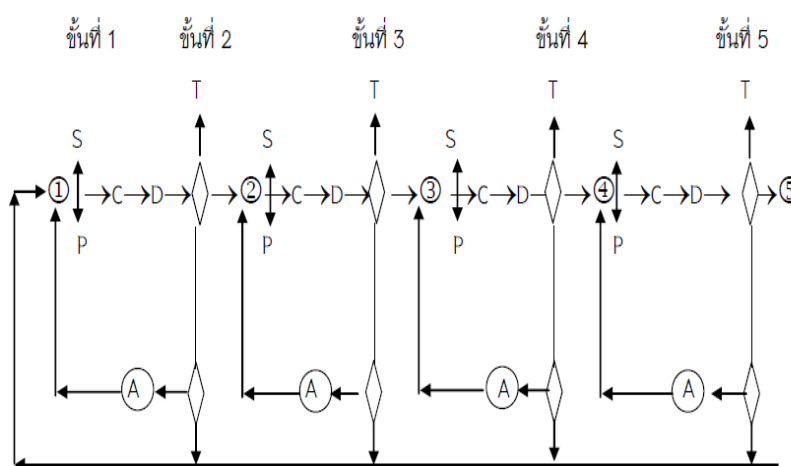 ขั้นที่ 1 ขั้นที่ 2 ขั้นที่ 3 ขั้นที่ 4 ขั้นที่ 5
T T T T
S S S S
① C D ② C D ③ C D ④ C D ⑤
P P P P
A A A A